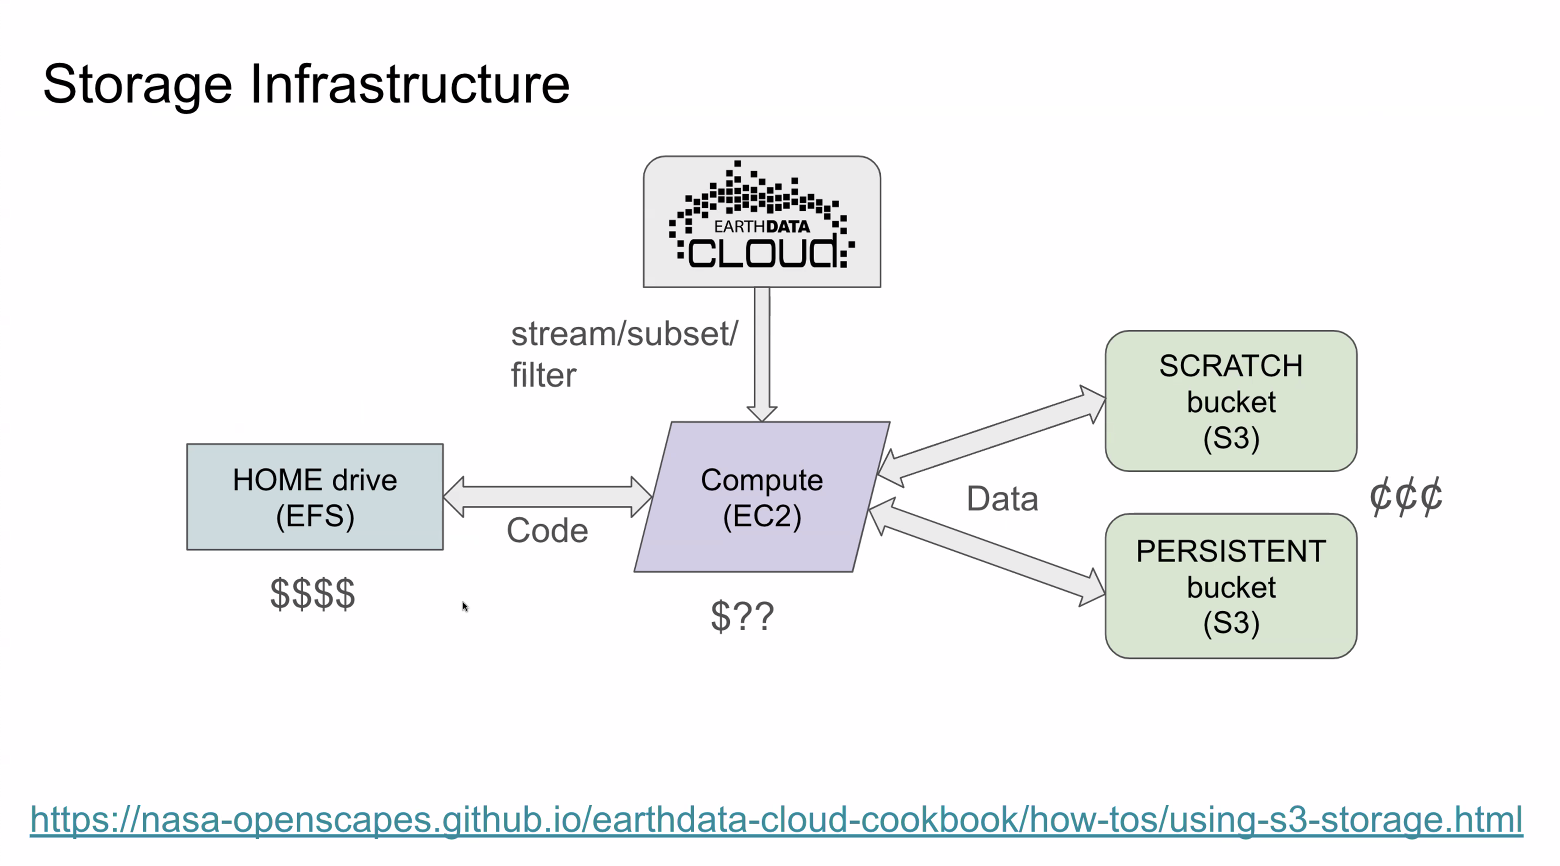 Storage Infrastructure
EARTHDATA
CLOUD
stream/subset/
filter
SCRATCH
bucket
(S3)
HOME drive
(EFS)
Code
Compute
(EC2)
Data
¢¢¢
PERSISTENT
bucket
(S3)
$$$$
$??
https://nasa-openscapes.github.io/earthdata-cloud-cookbook/how-tos/using-s3-storage.html